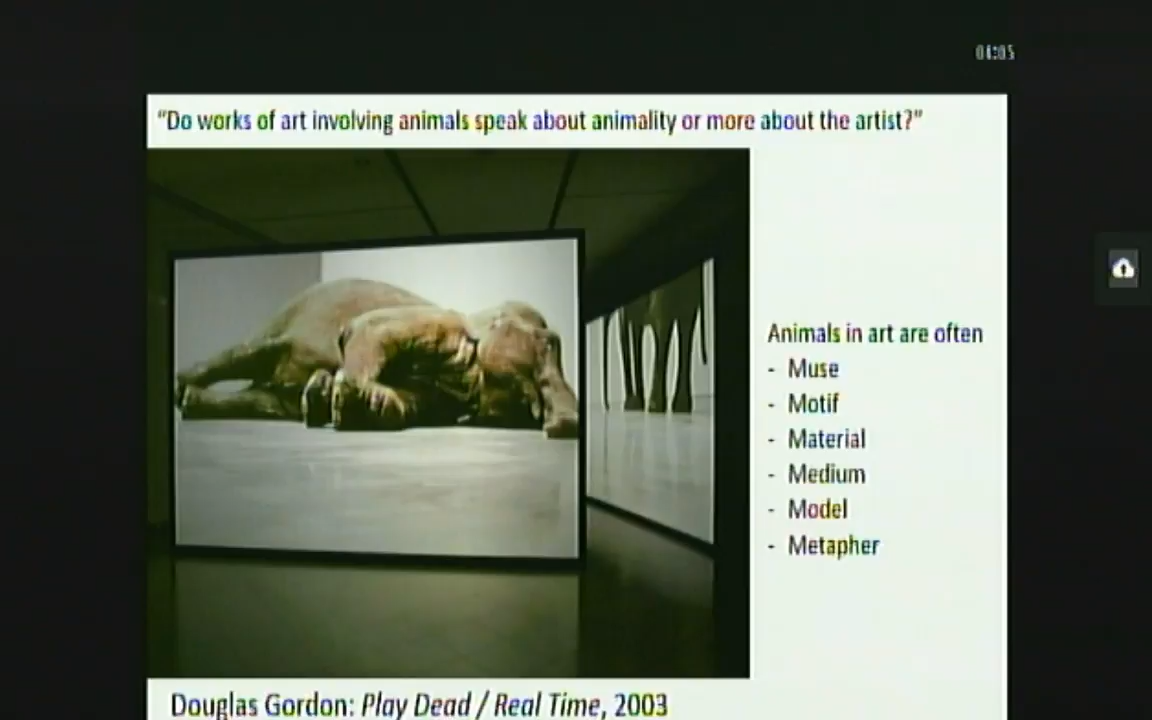 01:05
“Do works of art involving animals speak about animality or more about the artist?”
Animals in art are often
- Muse
- Motif
- Material
- Medium
- Model
- Metapher
Douglas Gordon: Play Dead / Real Time, 2003